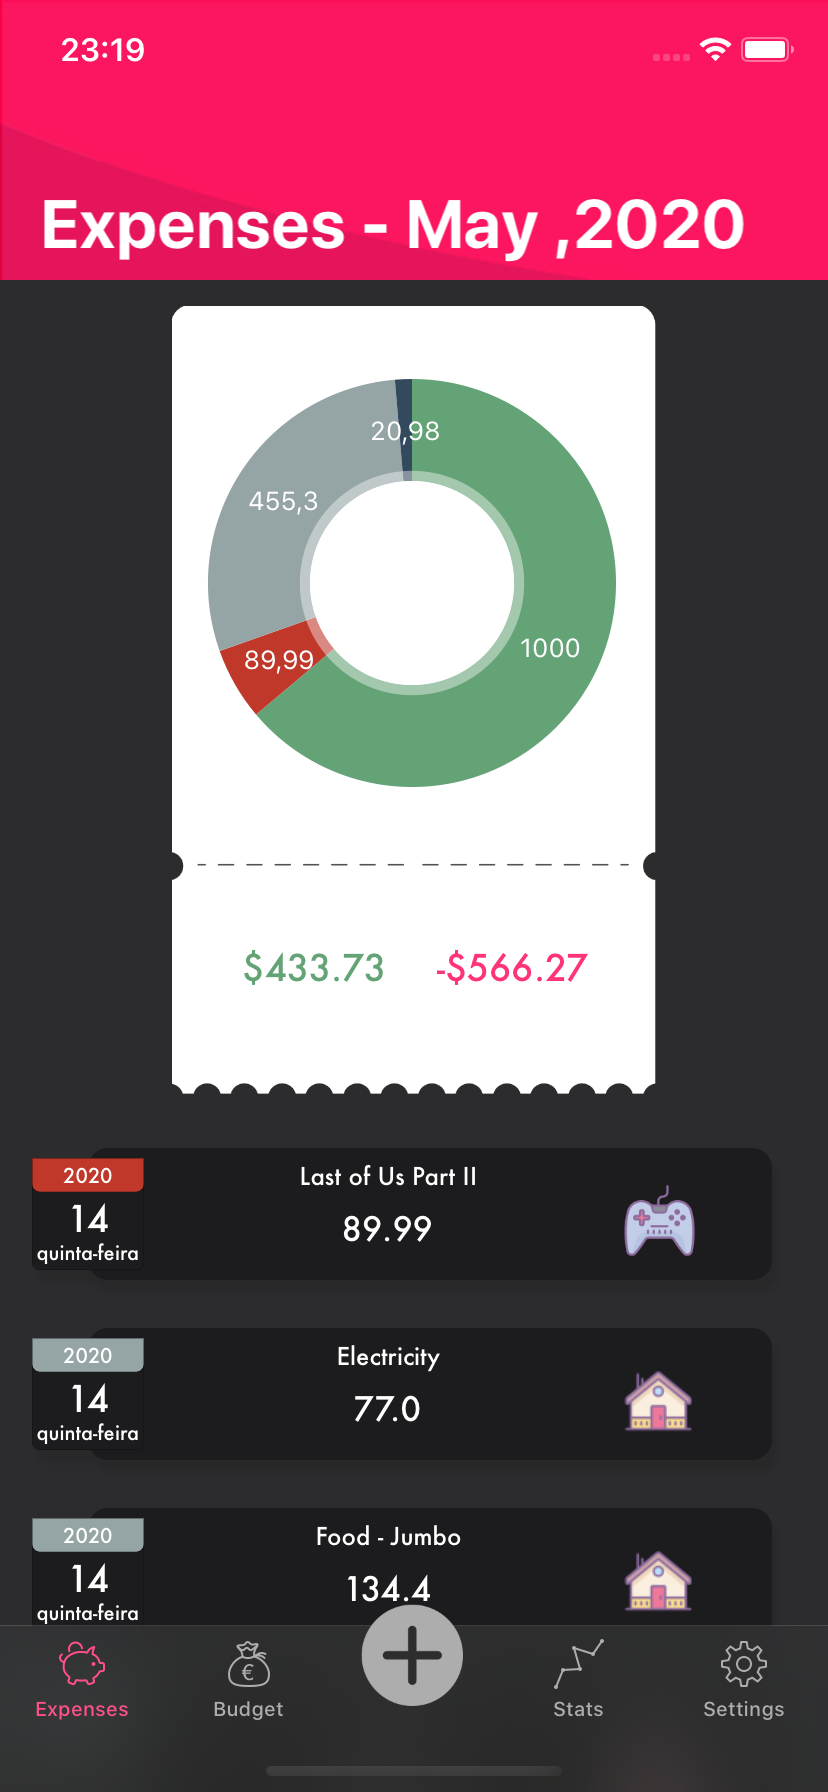 23:19
Expenses - May ,2020
20,98
455,3
1000
89,99
$433.73 -$566.27
2020
14
quinta-feira
Last of Us Part II
89.99
2020
14
quinta-feira
Electricity
77.0
2020
14
quinta-feira
Food - Jumbo
134.4
€
Expenses Budget Stats Settings